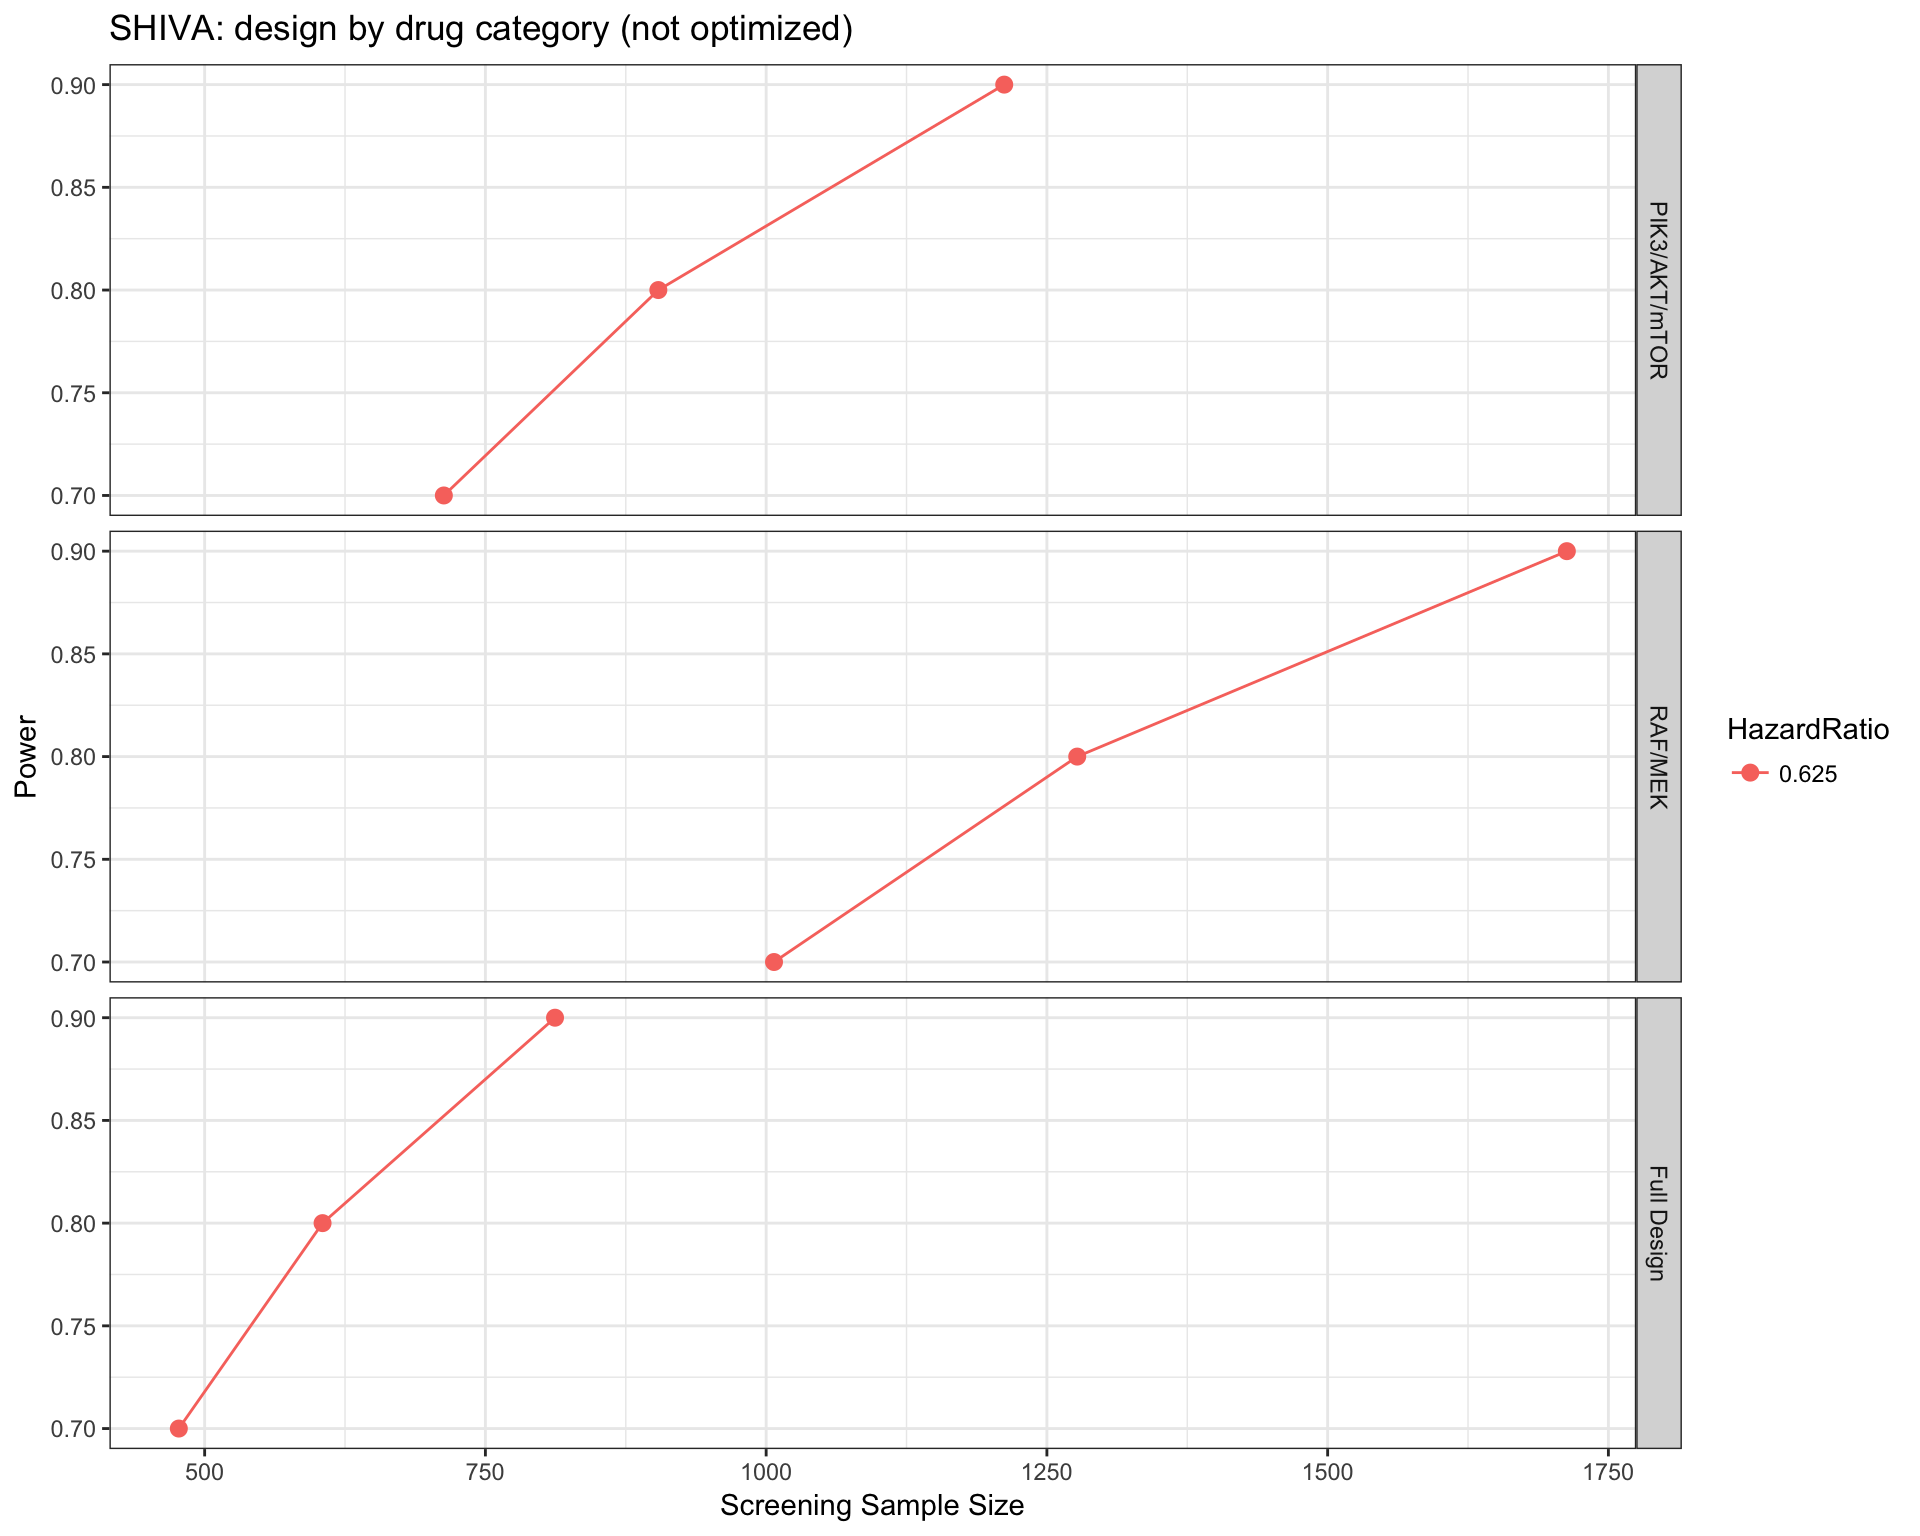 SHIVA: design by drug category (not optimized)
0.90
0.85
0.80
0.75
0.70
PIK3/AKT/mTOR
0.90
0.85
0.80
0.75
0.70
RAF/MEK
0.90
0.85
0.80
0.75
0.70
Full Design
Power
500 750 1000 1250 1500 1750
Screening Sample Size
HazardRatio
0.625